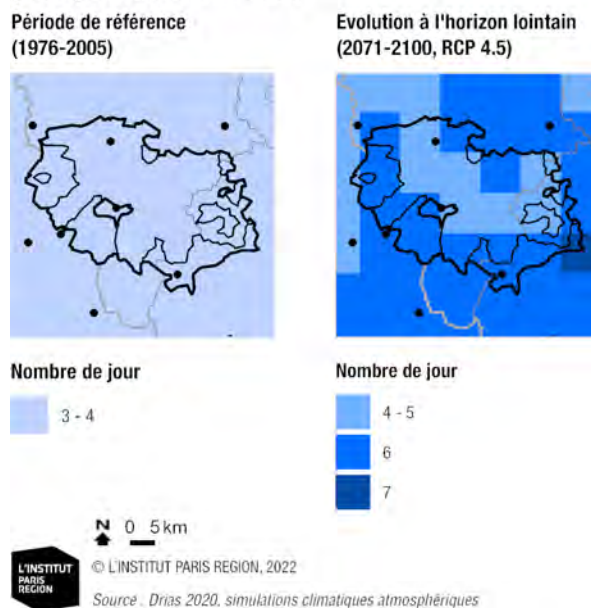 Période de référence
(1976-2005)
Evolution à l'horizon lointain
(2071-2100, RCP 4.5)
Nombre de jour
3 - 4
Nombre de jour
4 - 5
6
7
N 0 5 km
L'INSTITUT
PARIS
REGION
© L'INSTITUT PARIS REGION, 2022
Source : Drias 2020, simulations climatiques atmosphériques